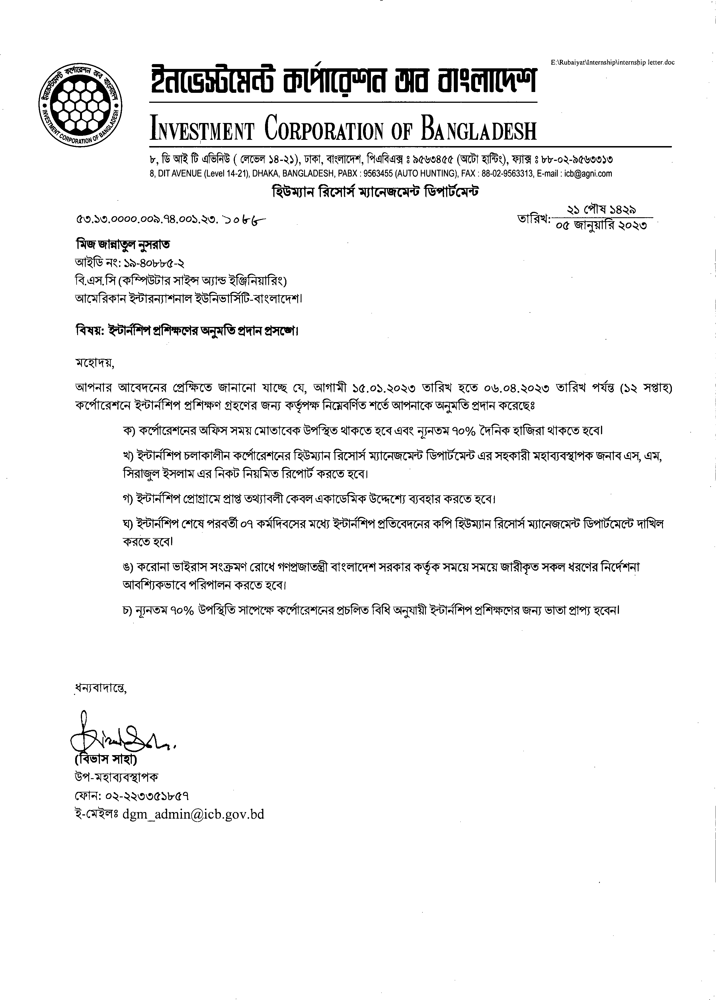 E:\Rubaiyat\Internship\internship letter.doc
ইনভেস্টমেন্ট কর্পোরেশন অব বাংলাদেশ
INVESTMENT CORPORATION OF BANGLADESH
ইনভেস্টমেন্ট কর্পোরেশন অব বাংলাদেশ
INVESTMENT CORPORATION OF BANGLADESH
৮, ডি আই টি এভিনিউ ( লেভেল ১৪-২১), ঢাকা, বাংলাদেশ, পিএবিএক্স ঃ ৯৫৬৩৪৫৫ (অটো হান্টিং), ফ্যাক্স ঃ ৮৮-০২-৯৫৬৩৩১৩
8, DIT AVENUE (Level 14-21), DHAKA, BANGLADESH, PABX : 9563455 (AUTO HUNTING), FAX : 88-02-9563313, E-mail : icb@agni.com
হিউম্যান রিসোর্স ম্যানেজমেন্ট ডিপার্টমেন্ট
৫৩.১৩.০০০০.০০৯.৭৪.০০১.২৩. ১০৮৮
তারিখ: ২১ পৌষ ১৪২৯
০৫ জানুয়ারি ২০২৩
মিজ জান্নাতুল নুসরাত
আইডি নং: ১৯-৪০৮৮৫-২
বি.এস.সি (কম্পিউটার সাইন্স অ্যান্ড ইঞ্জিনিয়ারিং)
আমেরিকান ইন্টারন্যাশনাল ইউনিভার্সিটি-বাংলাদেশ।
বিষয়: ইন্টার্নশিপ প্রশিক্ষণের অনুমতি প্রদান প্রসঙ্গে।
মহোদয়,
আপনার আবেদনের প্রেক্ষিতে জানানো যাচ্ছে যে, আগামী ১৫.০১.২০২৩ তারিখ হতে ০৬.০৪.২০২৩ তারিখ পর্যন্ত (১২ সপ্তাহ)
কর্পোরেশনে ইন্টার্নশিপ প্রশিক্ষণ গ্রহণের জন্য কর্তৃপক্ষ নিম্নেবর্ণিত শর্তে আপনাকে অনুমতি প্রদান করেছেঃ
ক) কর্পোরেশনের অফিস সময় মোতাবেক উপস্থিত থাকতে হবে এবং ন্যূনতম ৭০% দৈনিক হাজিরা থাকতে হবে।
খ) ইন্টার্নশিপ চলাকালীন কর্পোরেশনের হিউম্যান রিসোর্স ম্যানেজমেন্ট ডিপার্টমেন্ট এর সহকারী মহাব্যবস্থাপক জনাব এস, এম,
সিরাজুল ইসলাম এর নিকট নিয়মিত রিপোর্ট করতে হবে।
গ) ইন্টার্নশিপ প্রোগ্রামে প্রাপ্ত তথ্যাবলী কেবল একাডেমিক উদ্দেশ্যে ব্যবহার করতে হবে।
ঘ) ইন্টার্নশিপ শেষে পরবর্তী ০৭ কর্মদিবসের মধ্যে ইন্টার্নশিপ প্রতিবেদনের কপি হিউম্যান রিসোর্স ম্যানেজমেন্ট ডিপার্টমেন্টে দাখিল
করতে হবে।
ঙ) করোনা ভাইরাস সংক্রমণ রোধে গণপ্রজাতন্ত্রী বাংলাদেশ সরকার কর্তৃক সময়ে সময়ে জারীকৃত সকল ধরণের নির্দেশনা
আবশ্যিকভাবে পরিপালন করতে হবে।
চ) ন্যূনতম ৭০% উপস্থিতি সাপেক্ষে কর্পোরেশনের প্রচলিত বিধি অনুযায়ী ইন্টার্নশিপ প্রশিক্ষণের জন্য ভাতা প্রাপ্য হবেন।
ধন্যবাদান্তে,
(বিভাস সাহা)
উপ-মহাব্যবস্থাপক
ফোন: ০২-২২৩৩৫১৮৫৭
ই-মেইলঃ dgm_admin@icb.gov.bd